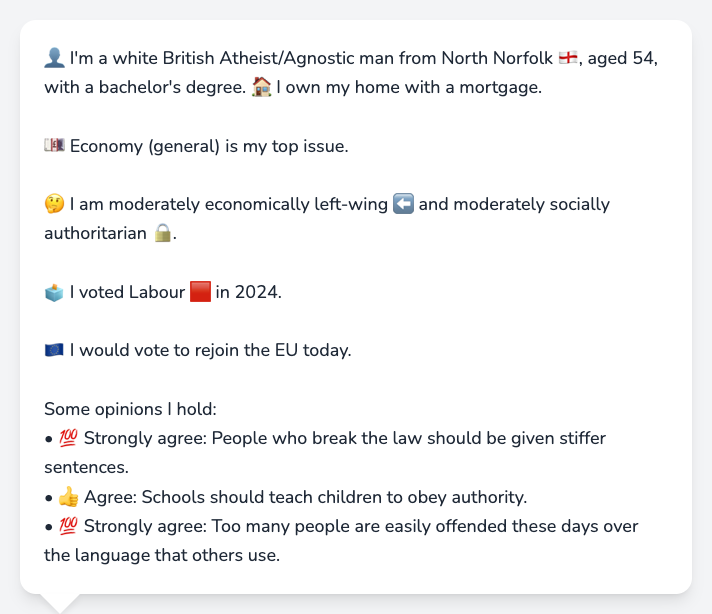 👤 I'm a white British Atheist/Agnostic man from North Norfolk 🏴󠁧󠁢󠁥󠁮󠁧󠁿, aged 54,
with a bachelor's degree. 🏠 I own my home with a mortgage.
💷 Economy (general) is my top issue.
🤔 I am moderately economically left-wing ⬅️ and moderately socially
authoritarian 🔒.
🗳️ I voted Labour 🟥 in 2024.
🇪🇺 I would vote to rejoin the EU today.
Some opinions I hold:
• 💯 Strongly agree: People who break the law should be given stiffer
sentences.
• 👍 Agree: Schools should teach children to obey authority.
• 💯 Strongly agree: Too many people are easily offended these days over
the language that others use.